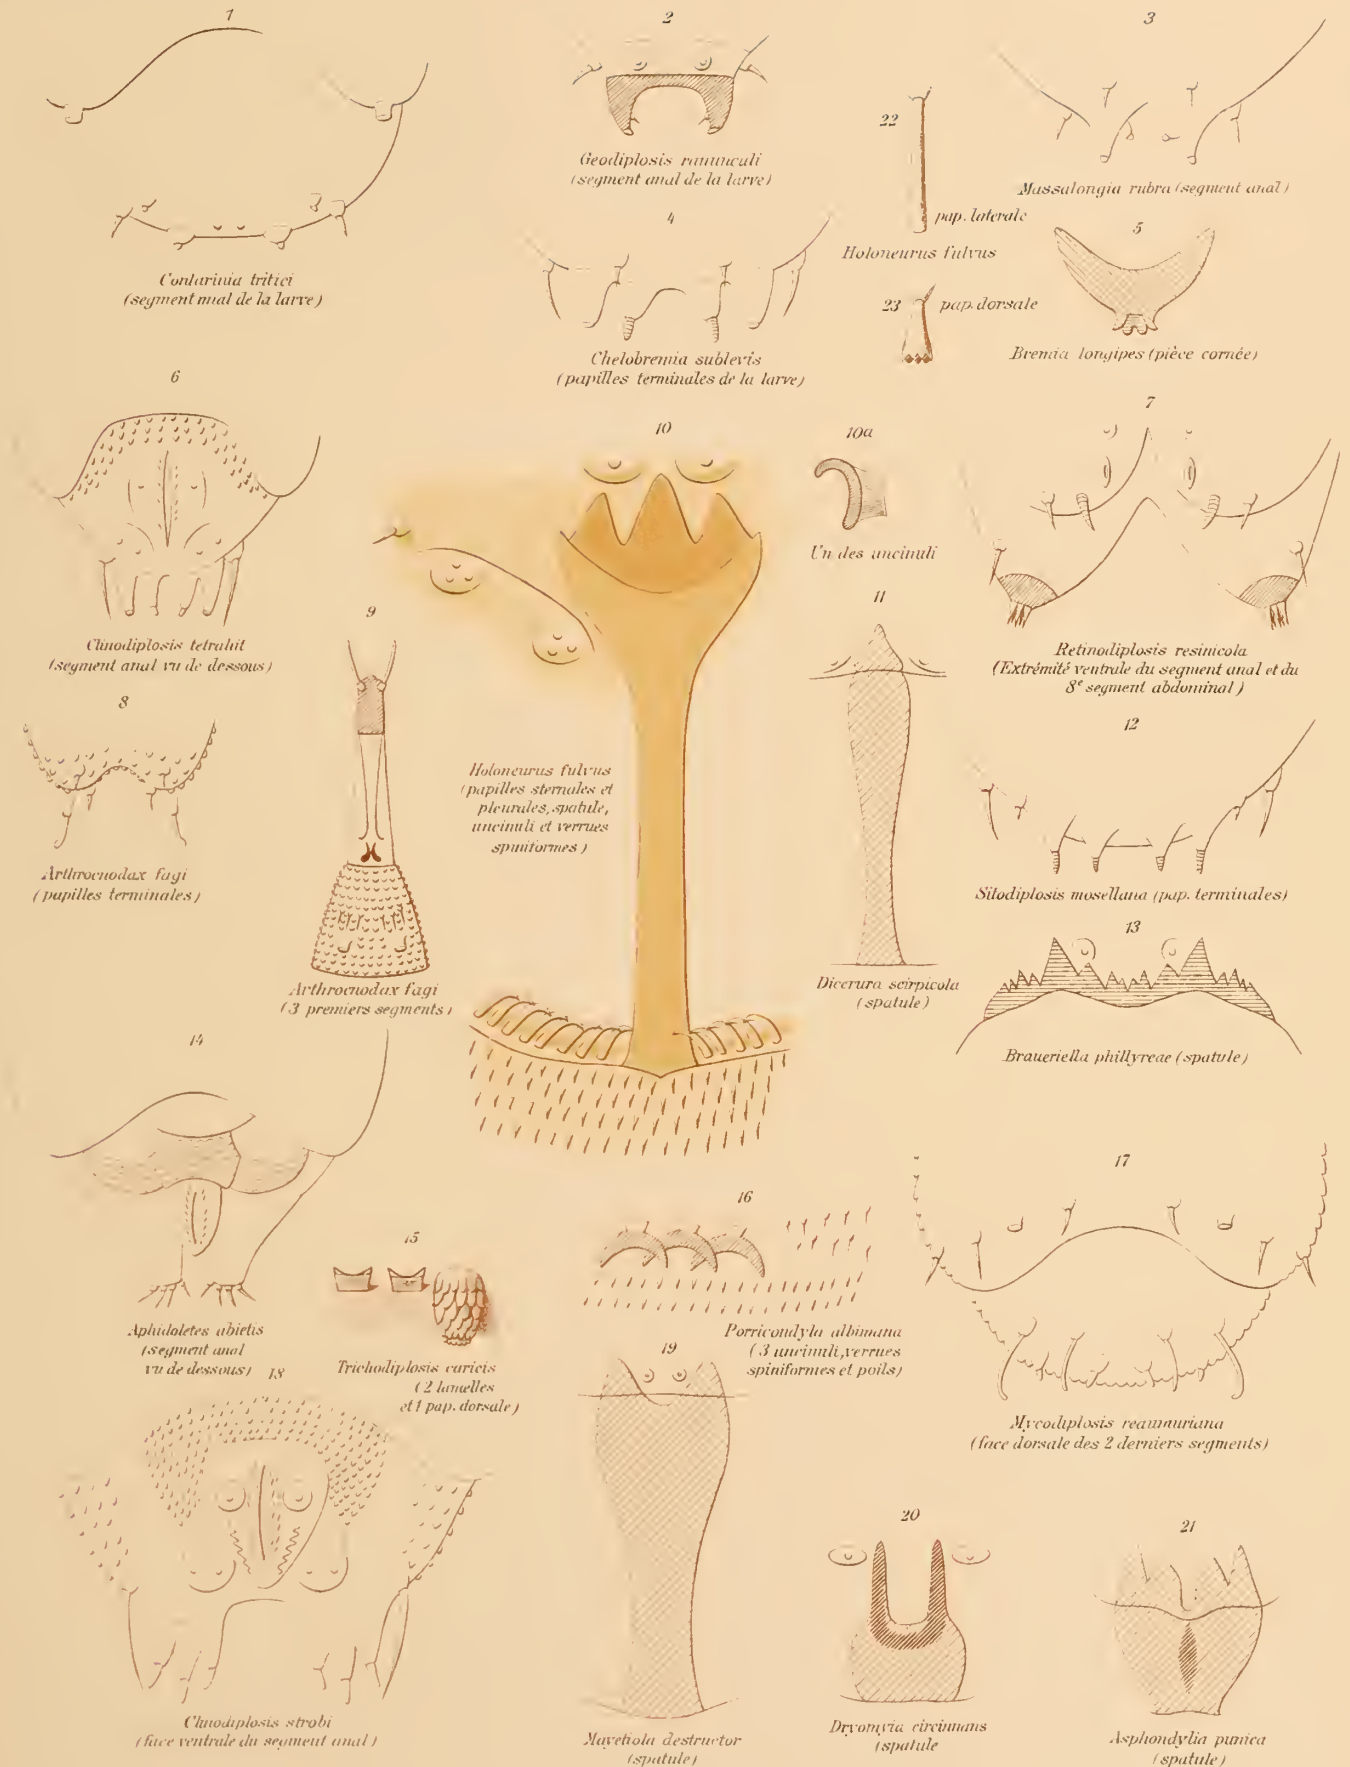 1
2
3
22
Geodiplosis ranunculi
(segment anal de la larve)
Massalongia rubra (segment anal)
pap. laterale
4
5
Holoneurus fulvus
Contarinia tritici
(segment anal de la larve)
23 pap. dorsale
Chelobremia sublevis
(papilles terminales de la larve)
Bremia longipes (pièce cornée)
6
7
10
10a
Un des uncinuli
11
9
Clinodiplosis tetrahit
(segment anal vu de dessous)
Retinodiplosis resinicola
(Extrémité ventrale du segment anal et du
8e segment abdominal)
8
12
Holoneurus fulvus
(papilles sternales et
pleurales, spatule,
uncinuli et verrues
spiniformes)
Arthrocnodax fagi
(papilles terminales)
Sitodiplosis mosellana (pap. terminales)
13
Arthrocnodax fagi
(3 premiers segments)
Dicerura scirpicola
(spatule)
Braueriella phillyreae (spatule)
14
17
16
15
Aphidoletes abietis
(segment anal
vu de dessous)
18
Trichodiplosis caricis
(2 lamelles
et 1 pap. dorsale)
Porricondyla albimana
(3 uncinuli, verrues
spiniformes et poils)
19
Mycodiplosis reaumuriana
(face dorsale des 2 derniers segments)
20
21
Clinodiplosis strobi
(face ventrale du segment anal)
Mayetiola destructor
(spatule)
Dryomyia circinnans
(spatule
Asphondylia punica
(spatule)